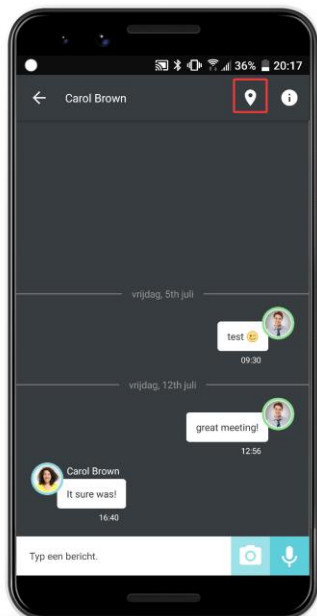 36% 20:17
Carol Brown
vrijdag, 5th juli
test 😊
09:30
vrijdag, 12th juli
great meeting!
12:56
Carol Brown
It sure was!
16:40
Typ een bericht.